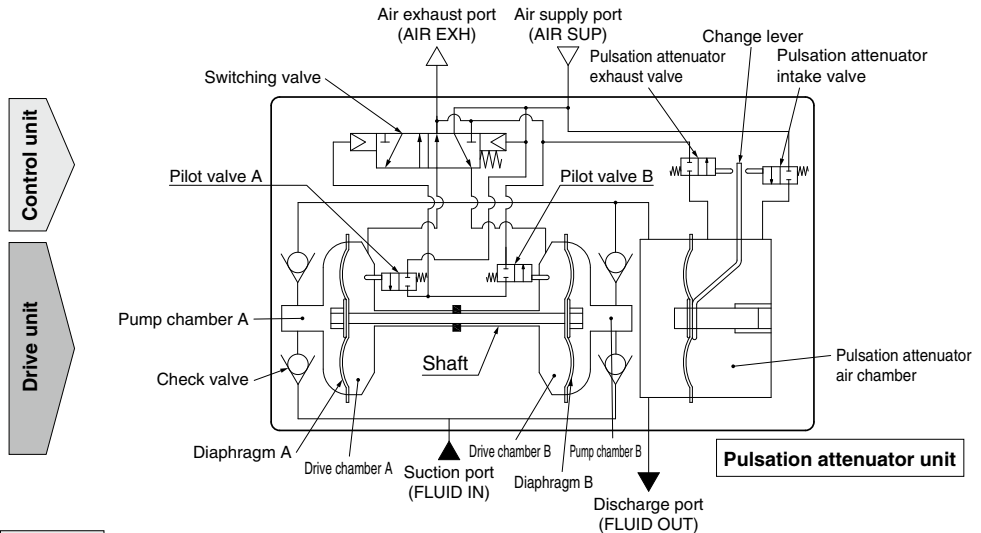 Air exhaust port
(AIR EXH)
Air supply port
(AIR SUP)
Change lever
Pulsation attenuator
exhaust valve
Pulsation attenuator
intake valve
Switching valve
Control unit
Pilot valve A
Pilot valve B
Drive unit
Pump chamber A
Shaft
Check valve
Pulsation attenuator
air chamber
Diaphragm A
Drive chamber A
Suction port
(FLUID IN)
Drive chamber B
Diaphragm B
Pump chamber B
Pulsation attenuator unit
Discharge port
(FLUID OUT)